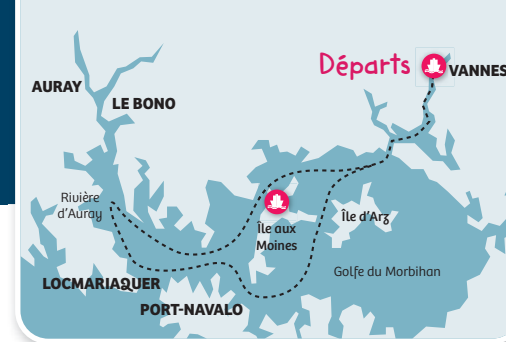 Départs
VANNES
AURAY
LE BONO
Rivière
d'Auray
Île aux
Moines
Île d'Arz
Golfe du Morbihan
LOCMARIAQUER
PORT-NAVALO